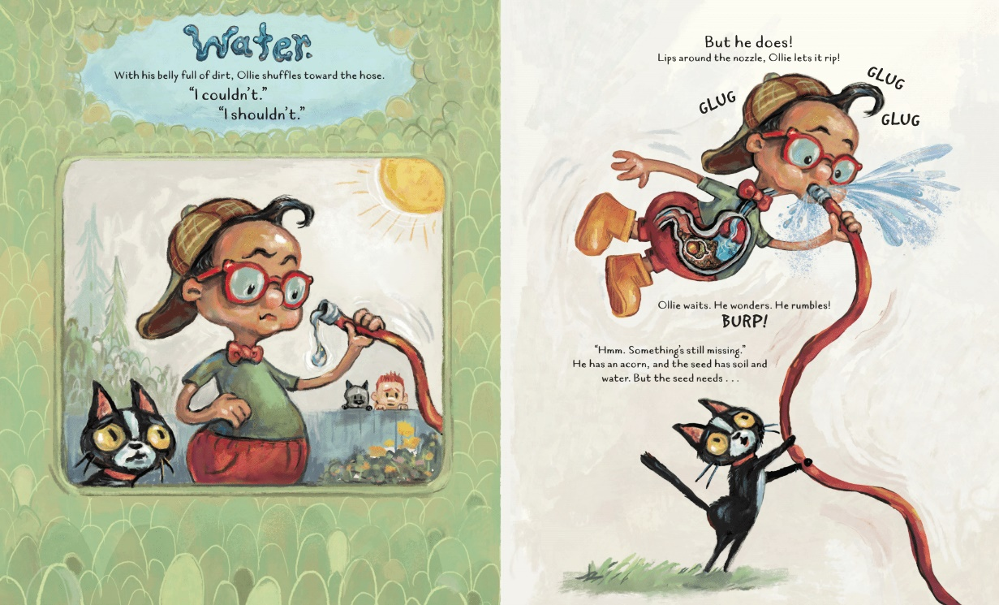 Water.
With his belly full of dirt, Ollie shuffles toward the hose.
“I couldn’t.”
“I shouldn’t.”
But he does!
Lips around the nozzle, Ollie lets it rip!
GLUG
GLUG
GLUG
Ollie waits. He wonders. He rumbles!
BURP!
“Hmm. Something’s still missing.”
He has an acorn, and the seed has soil and
water. But the seed needs . . .